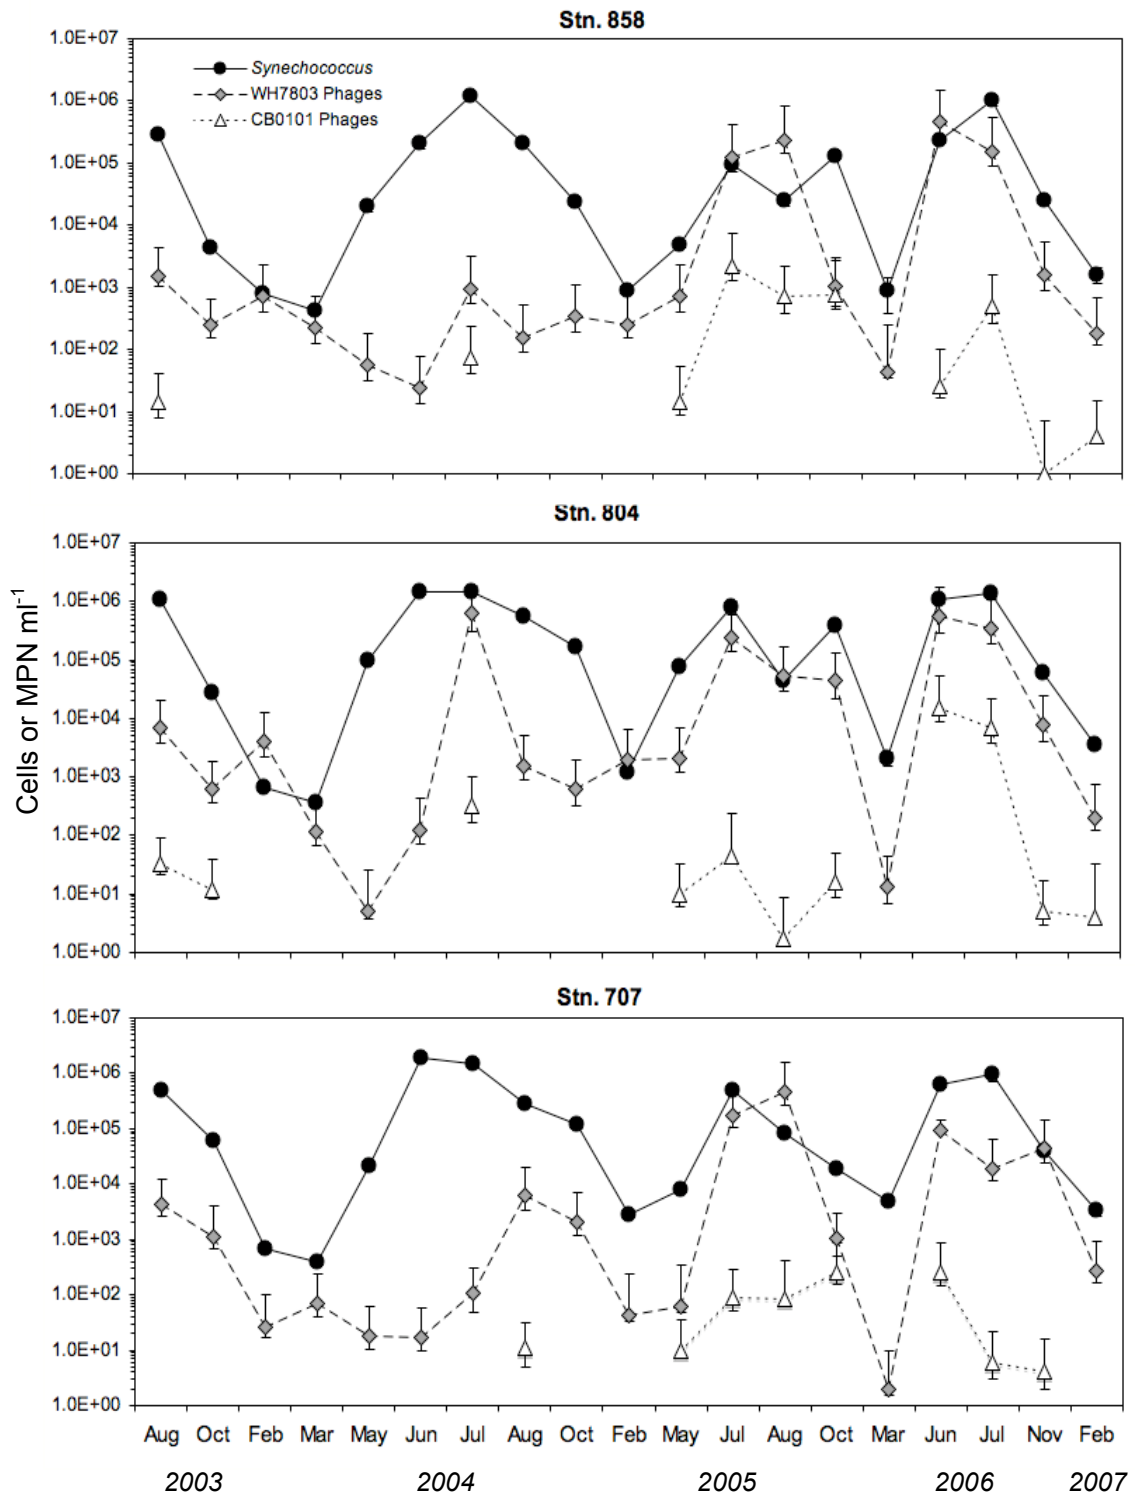 Stn. 858
1.0E+07
1.0E+06
1.0E+05
1.0E+04
1.0E+03
1.0E+02
1.0E+01
1.0E+00
Synechococcus
WH7803 Phages
CB0101 Phages
Stn. 804
1.0E+07
1.0E+06
1.0E+05
1.0E+04
1.0E+03
1.0E+02
1.0E+01
1.0E+00
Cells or MPN ml⁻¹
Stn. 707
1.0E+07
1.0E+06
1.0E+05
1.0E+04
1.0E+03
1.0E+02
1.0E+01
1.0E+00
Aug Oct Feb Mar May Jun Jul Aug Oct Feb May Jul Aug Oct Mar Jun Jul Nov Feb
2003 2004 2005 2006 2007